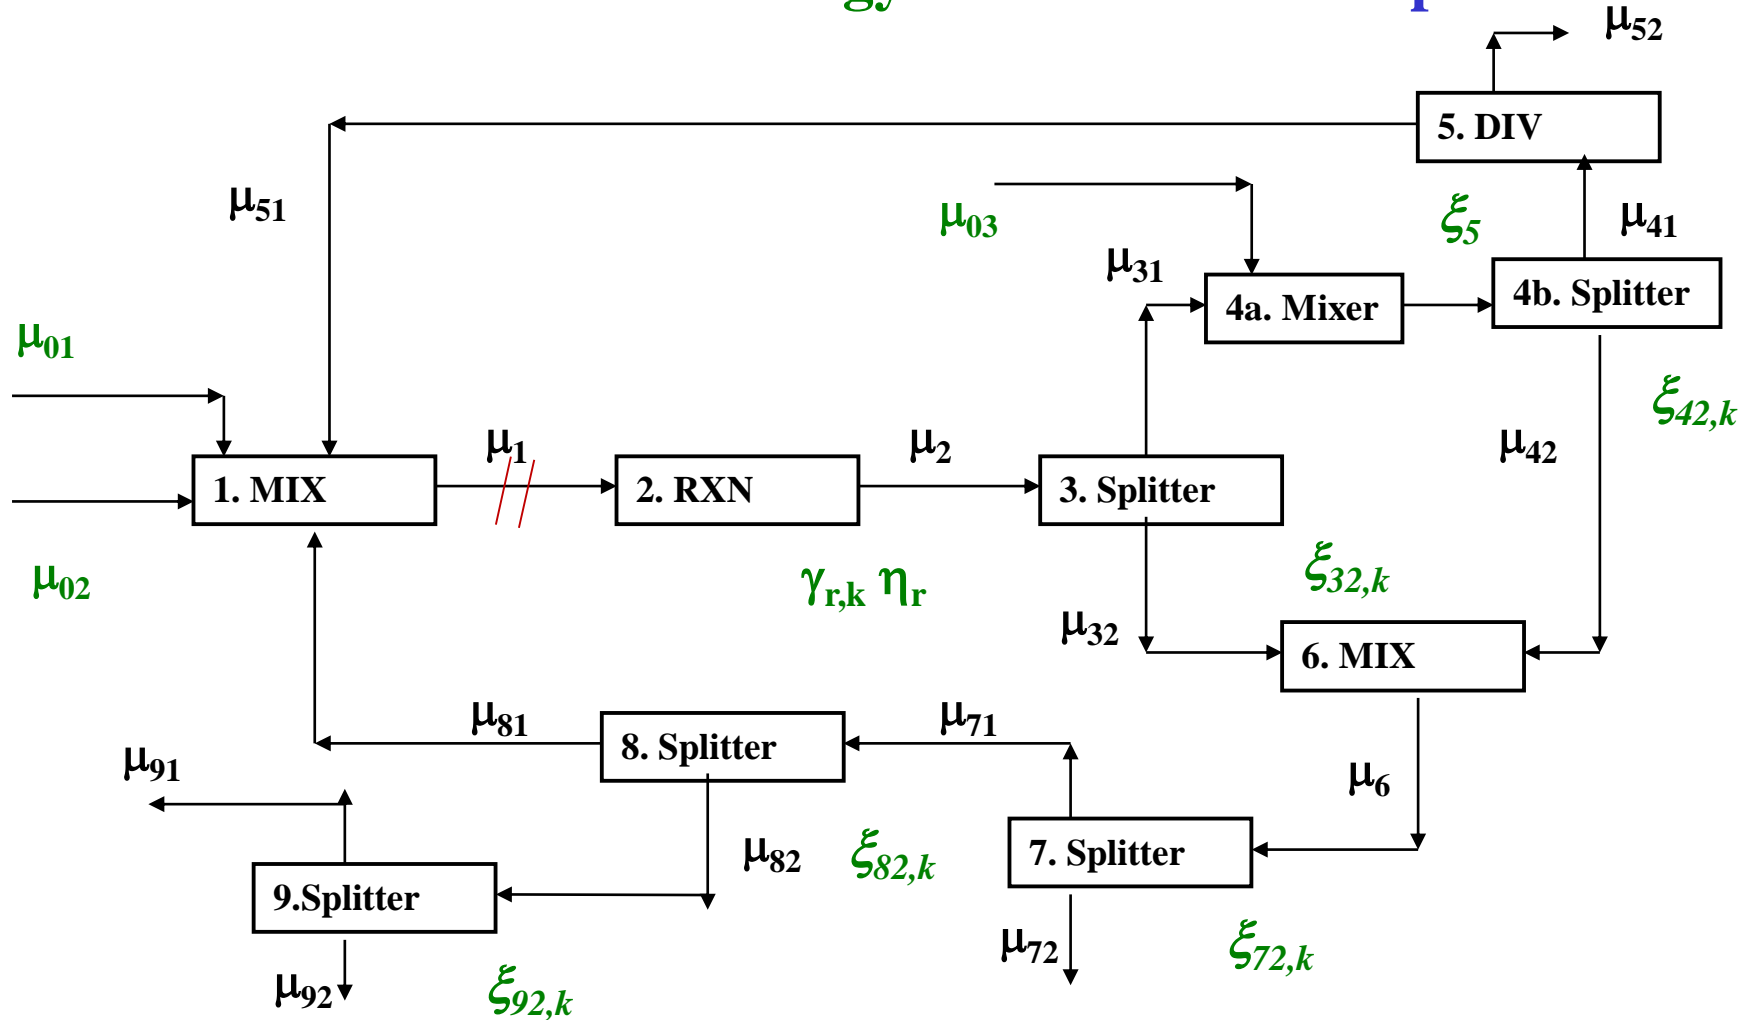 gy
p
μ52
5. DIV
μ51
μ03
ξ5
μ41
μ31
4a. Mixer
4b. Splitter
μ01
ξ42,k
μ1
μ2
μ42
1. MIX
2. RXN
3. Splitter
μ02
γr,k ηr
ξ32,k
μ32
6. MIX
μ81
μ71
8. Splitter
μ91
μ6
μ82
ξ82,k
7. Splitter
9.Splitter
μ72
ξ72,k
μ92
ξ92,k